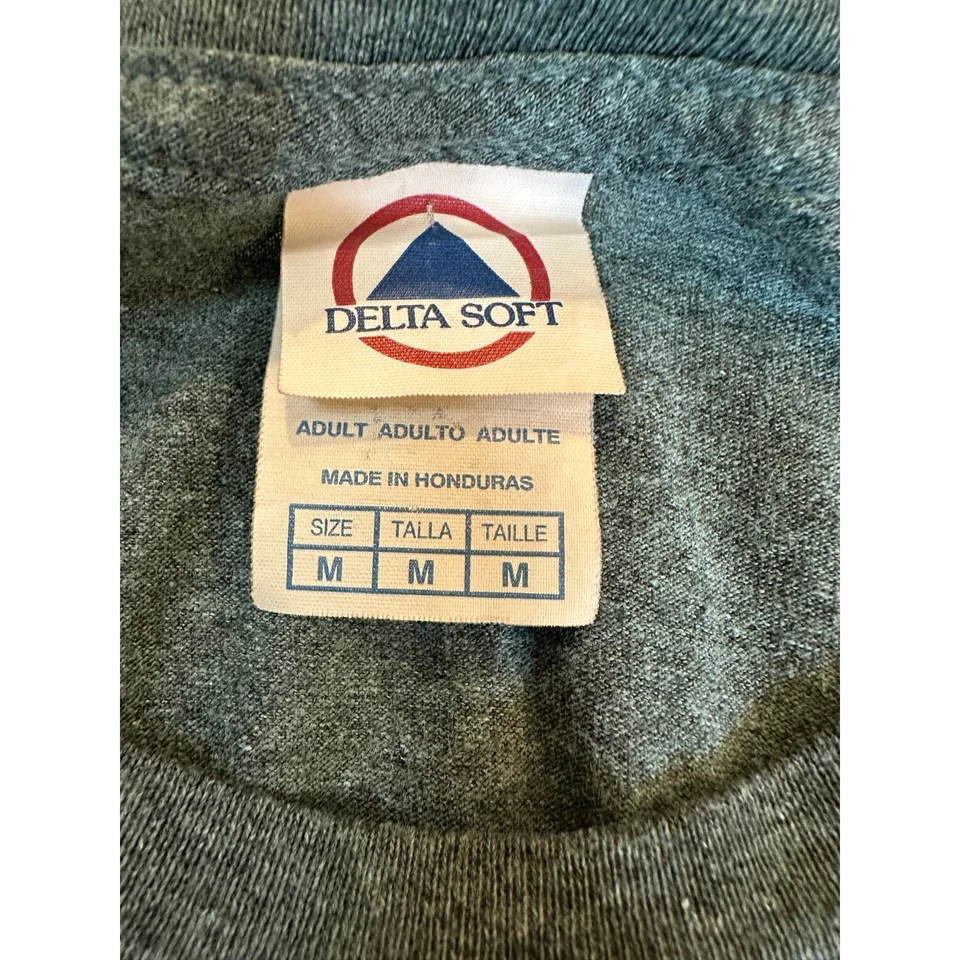 DELTA SOFT
ADULT ADULTO ADULTE
MADE IN HONDURAS
SIZE TALLA TAILLE
M M M